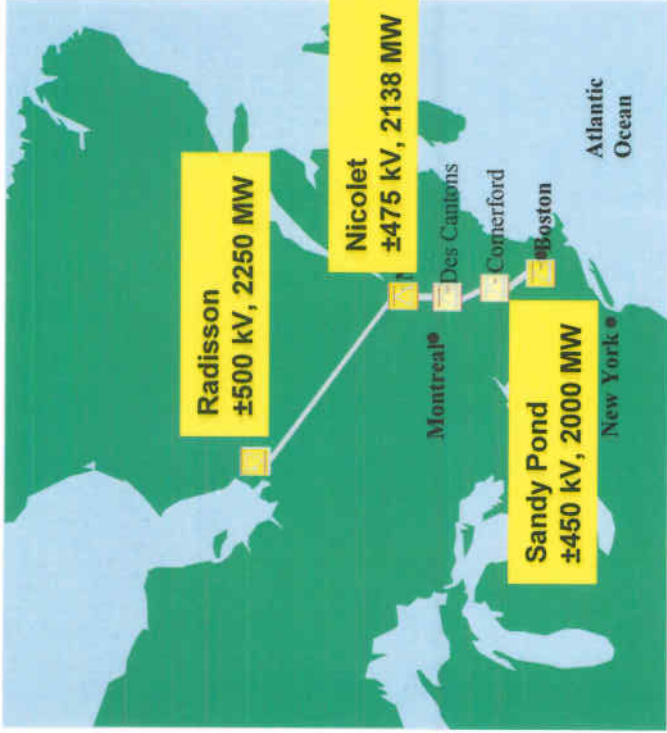 Radisson
±500 kV, 2250 MW
Nicolet
±475 kV, 2138 MW
Des Cantons
Comerford
Montreal
Boston
Sandy Pond
±450 kV, 2000 MW
New York
Atlantic
Ocean